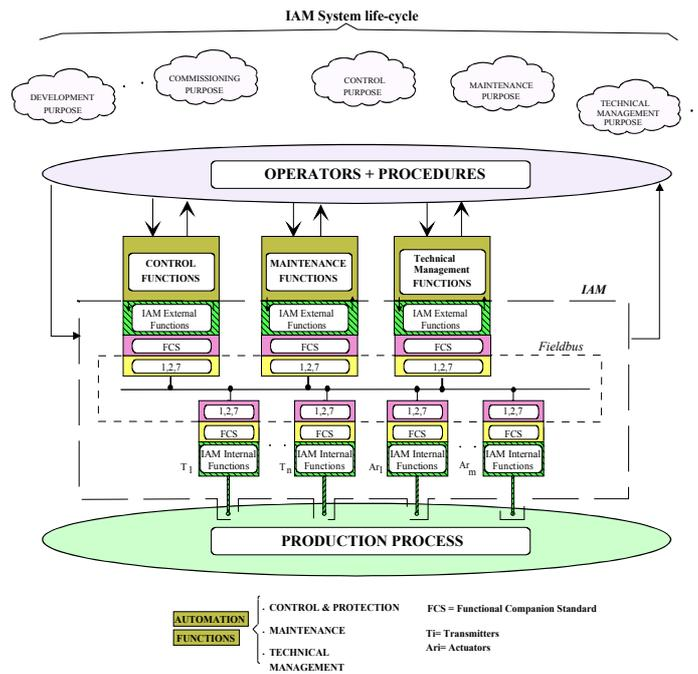 IAM System life-cycle
DEVELOPMENT
PURPOSE
COMMISSIONING
PURPOSE
CONTROL
PURPOSE
MAINTENANCE
PURPOSE
TECHNICAL
MANAGEMENT
PURPOSE
OPERATORS + PROCEDURES
CONTROL
FUNCTIONS
MAINTENANCE
FUNCTIONS
Technical
Management
FUNCTIONS
IAM
IAM External
Functions
IAM External
Functions
IAM External
Functions
FCS
FCS
FCS
Fieldbus
1,2,7
1,2,7
1,2,7
1,2,7
1,2,7
1,2,7
1,2,7
FCS
FCS
FCS
FCS
T1
IAM Internal
Functions
Tn
IAM Internal
Functions
Ar1
IAM Internal
Functions
Arm
IAM Internal
Functions
PRODUCTION PROCESS
AUTOMATION
FUNCTIONS
. CONTROL & PROTECTION
. MAINTENANCE
. TECHNICAL
MANAGEMENT
FCS = Functional Companion Standard
Ti= Transmitters
Ari= Actuators